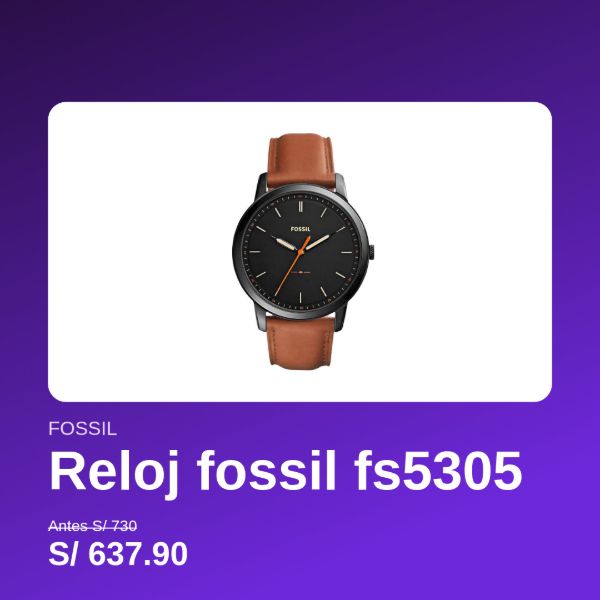 FOSSIL
FOSSIL
Reloj fossil fs5305
Antes S/ 730
S/ 637.90